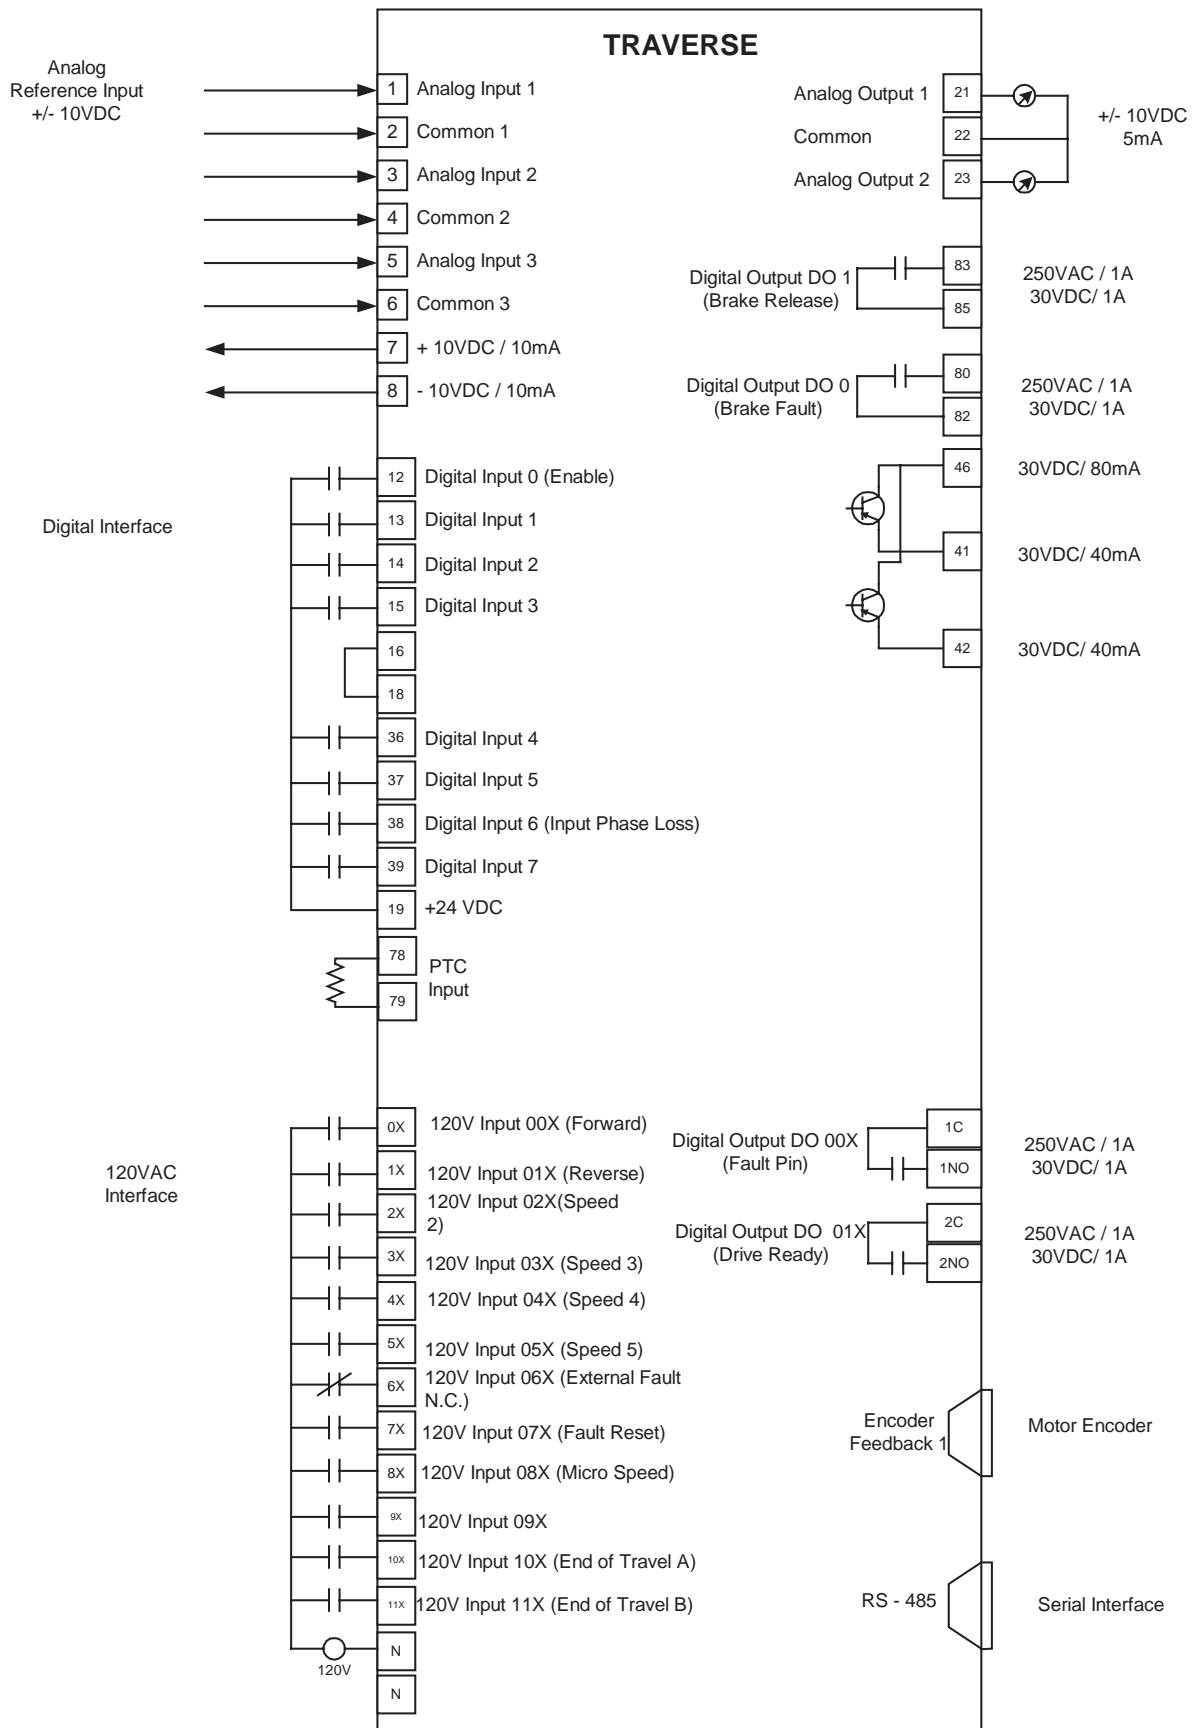 TRAVERSE
Analog
Reference Input
+/- 10VDC
1 Analog Input 1
2 Common 1
3 Analog Input 2
4 Common 2
5 Analog Input 3
6 Common 3
7 + 10VDC / 10mA
8 - 10VDC / 10mA
Analog Output 1 21
Common 22
Analog Output 2 23
+/- 10VDC
5mA
Digital Output DO 1
(Brake Release)
83
85
250VAC / 1A
30VDC/ 1A
Digital Output DO 0
(Brake Fault)
80
82
250VAC / 1A
30VDC/ 1A
46 30VDC/ 80mA
41 30VDC/ 40mA
42 30VDC/ 40mA
Digital Interface
12 Digital Input 0 (Enable)
13 Digital Input 1
14 Digital Input 2
15 Digital Input 3
16
18
36 Digital Input 4
37 Digital Input 5
38 Digital Input 6 (Input Phase Loss)
39 Digital Input 7
19 +24 VDC
78
79
PTC
Input
120VAC
Interface
0X 120V Input 00X (Forward)
1X 120V Input 01X (Reverse)
2X 120V Input 02X(Speed
2)
3X 120V Input 03X (Speed 3)
4X 120V Input 04X (Speed 4)
5X 120V Input 05X (Speed 5)
6X 120V Input 06X (External Fault
N.C.)
7X 120V Input 07X (Fault Reset)
8X 120V Input 08X (Micro Speed)
9X 120V Input 09X
10X 120V Input 10X (End of Travel A)
11X 120V Input 11X (End of Travel B)
120V
N
N
Digital Output DO 00X
(Fault Pin)
1C
1NO
250VAC / 1A
30VDC/ 1A
Digital Output DO 01X
(Drive Ready)
2C
2NO
250VAC / 1A
30VDC/ 1A
Encoder
Feedback 1
Motor Encoder
RS - 485
Serial Interface